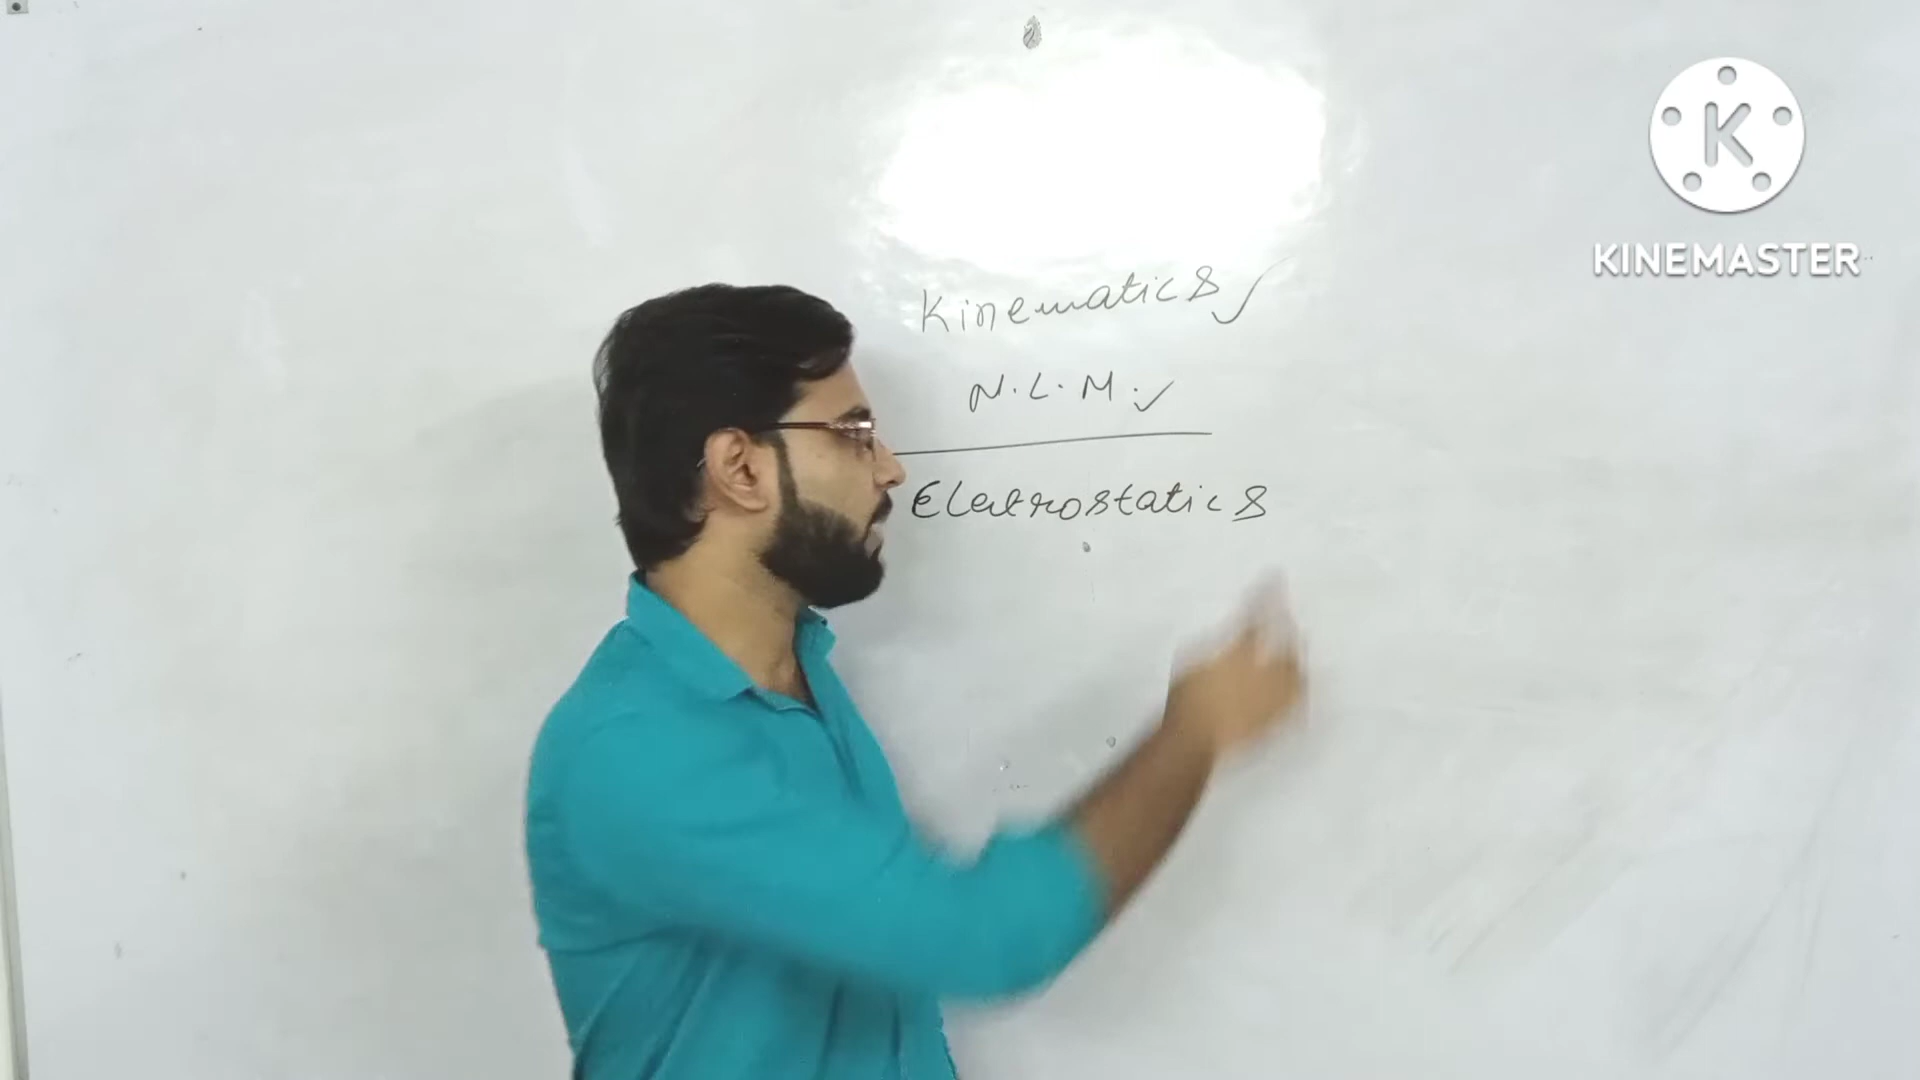 K
KINEMASTER
Kinematics ✓
N.L.M. ✓
Electrostatics